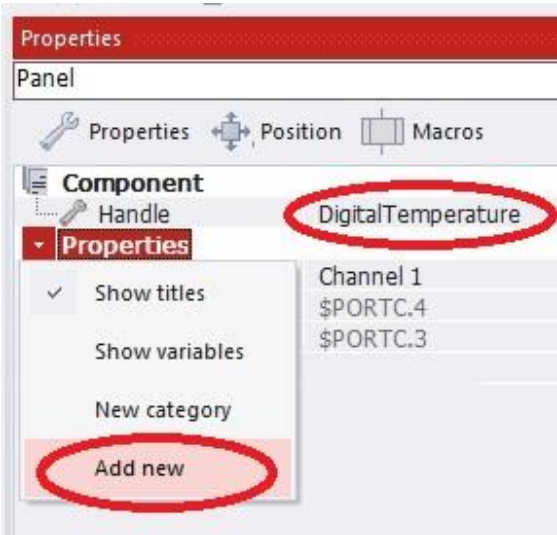 Properties
Panel
Properties Position Macros
Component
Handle DigitalTemperature
Properties
Show titles Channel 1
$PORTC.4
Show variables $PORTC.3
New category
Add new